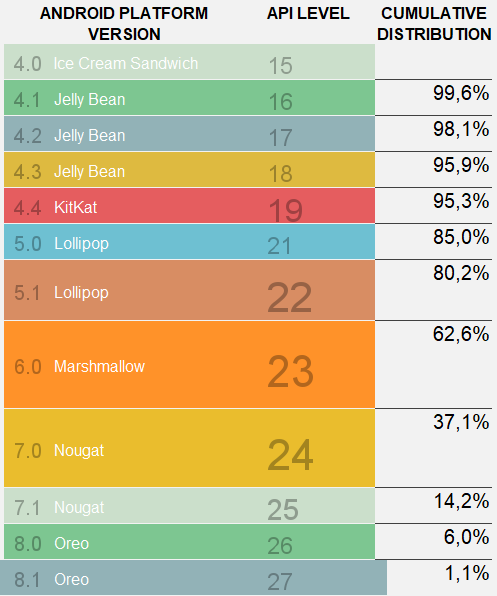 ANDROID PLATFORM VERSION API LEVEL CUMULATIVE DISTRIBUTION
4.0 Ice Cream Sandwich 15
4.1 Jelly Bean 16 99,6%
4.2 Jelly Bean 17 98,1%
4.3 Jelly Bean 18 95,9%
4.4 KitKat 19 95,3%
5.0 Lollipop 21 85,0%
5.1 Lollipop 22 80,2%
6.0 Marshmallow 23 62,6%
7.0 Nougat 24 37,1%
7.1 Nougat 25 14,2%
8.0 Oreo 26 6,0%
8.1 Oreo 27 1,1%